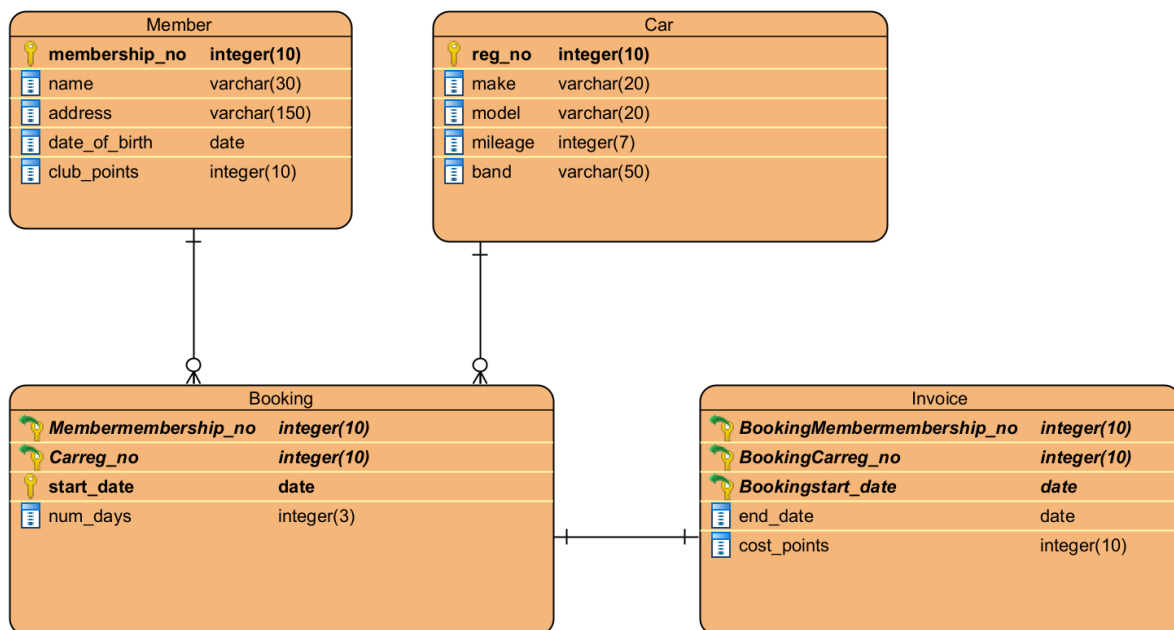 Member
membership_no integer(10)
name varchar(30)
address varchar(150)
date_of_birth date
club_points integer(10)
Car
reg_no integer(10)
make varchar(20)
model varchar(20)
mileage integer(7)
band varchar(50)
Booking
Membermembership_no integer(10)
Carreg_no integer(10)
start_date date
num_days integer(3)
Invoice
BookingMembermembership_no integer(10)
BookingCarreg_no integer(10)
Bookingstart_date date
end_date date
cost_points integer(10)